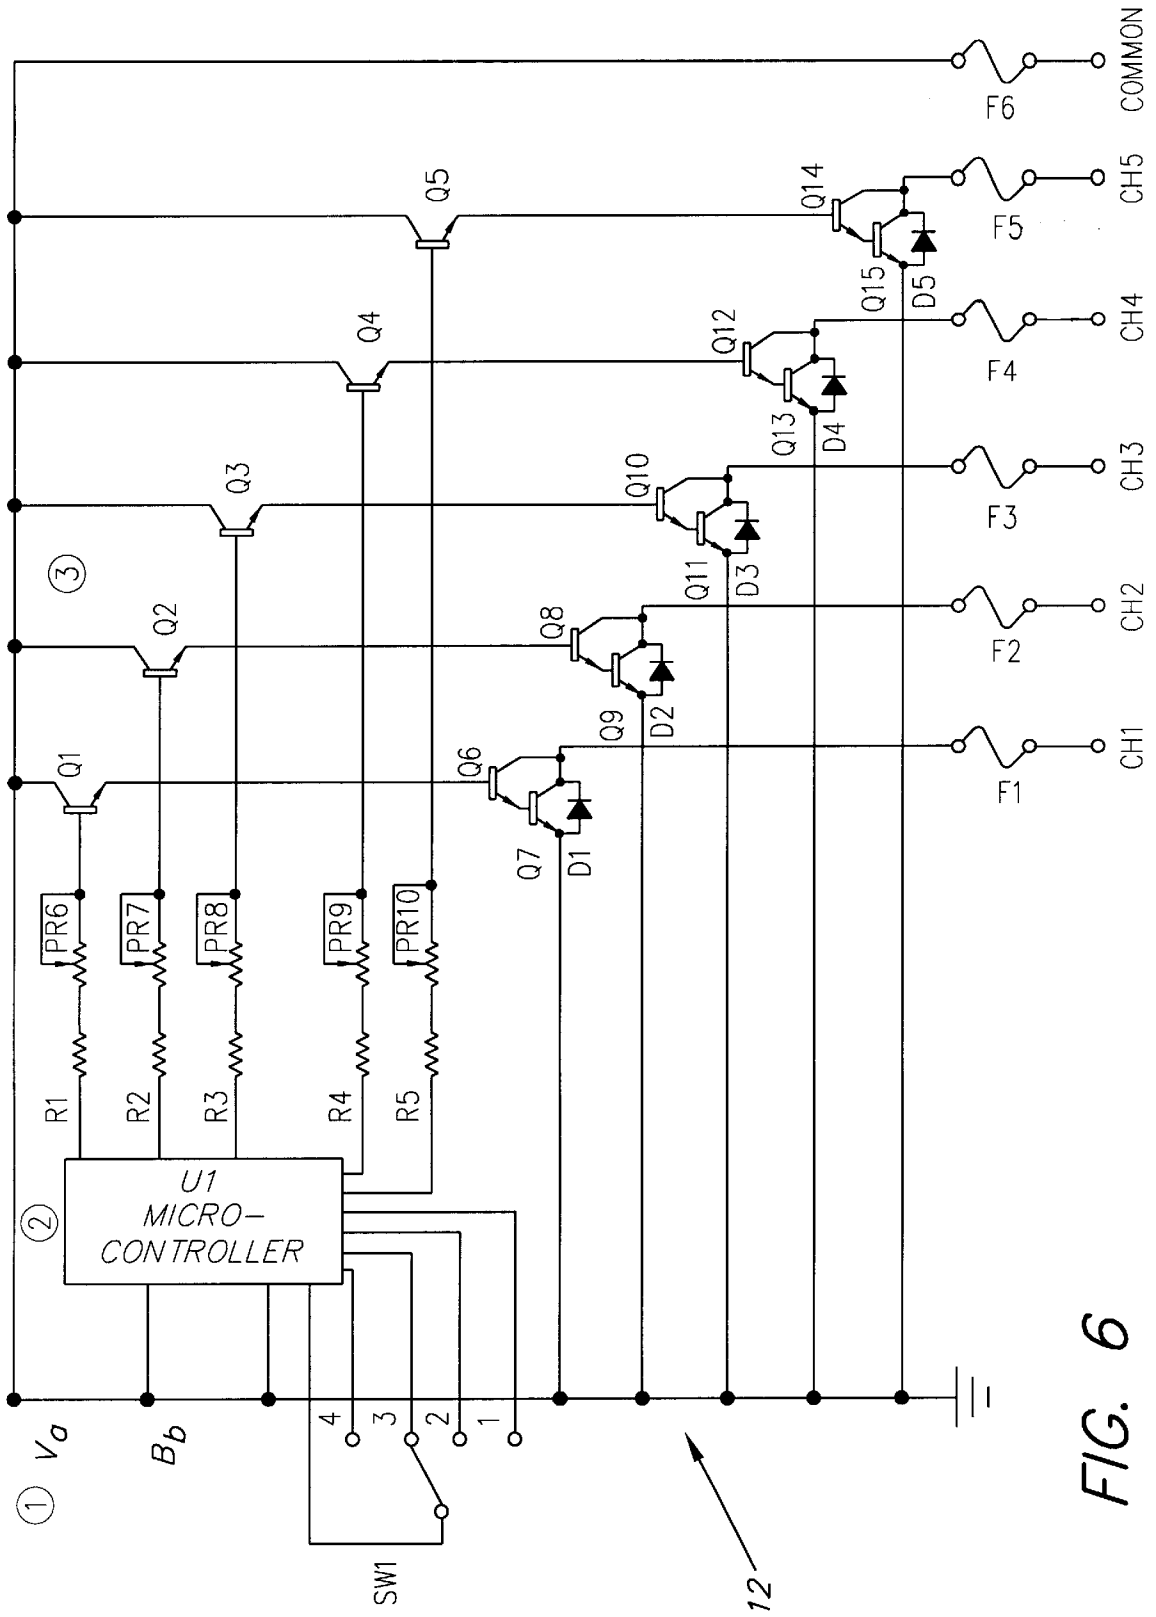 COMMON
CH5
CH4
CH3
CH2
CH1
F6
F5
F4
F3
F2
F1
Q14
Q15
D5
Q12
Q13
D4
Q10
Q11
D3
Q8
Q9
D2
Q6
Q7
D1
Q5
Q4
Q3
Q2
Q1
3
PR6
PR7
PR8
PR9
PR10
R1
R2
R3
R4
R5
2
U1
MICRO-
CONTROLLER
1
Va
Bb
4
3
2
1
SW1
12
FIG. 6